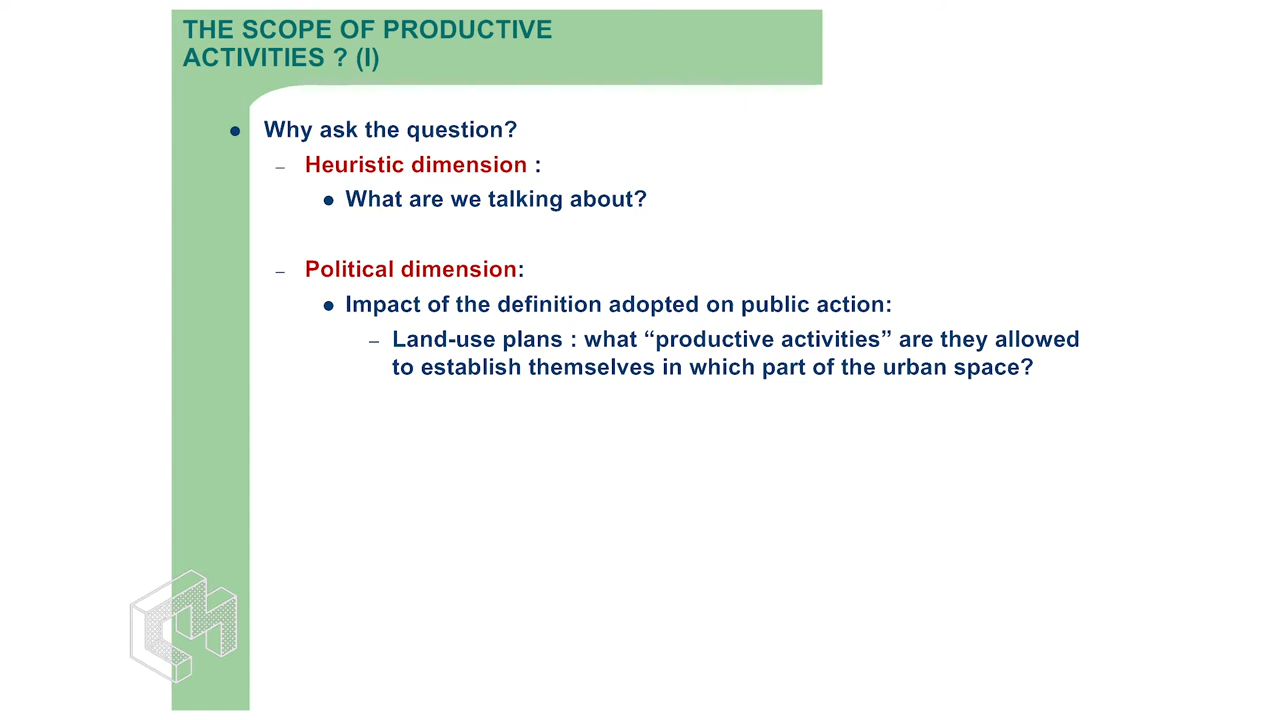 THE SCOPE OF PRODUCTIVE
ACTIVITIES ? (I)
● Why ask the question?
– Heuristic dimension :
● What are we talking about?
– Political dimension:
● Impact of the definition adopted on public action:
– Land-use plans : what “productive activities” are they allowed
to establish themselves in which part of the urban space?